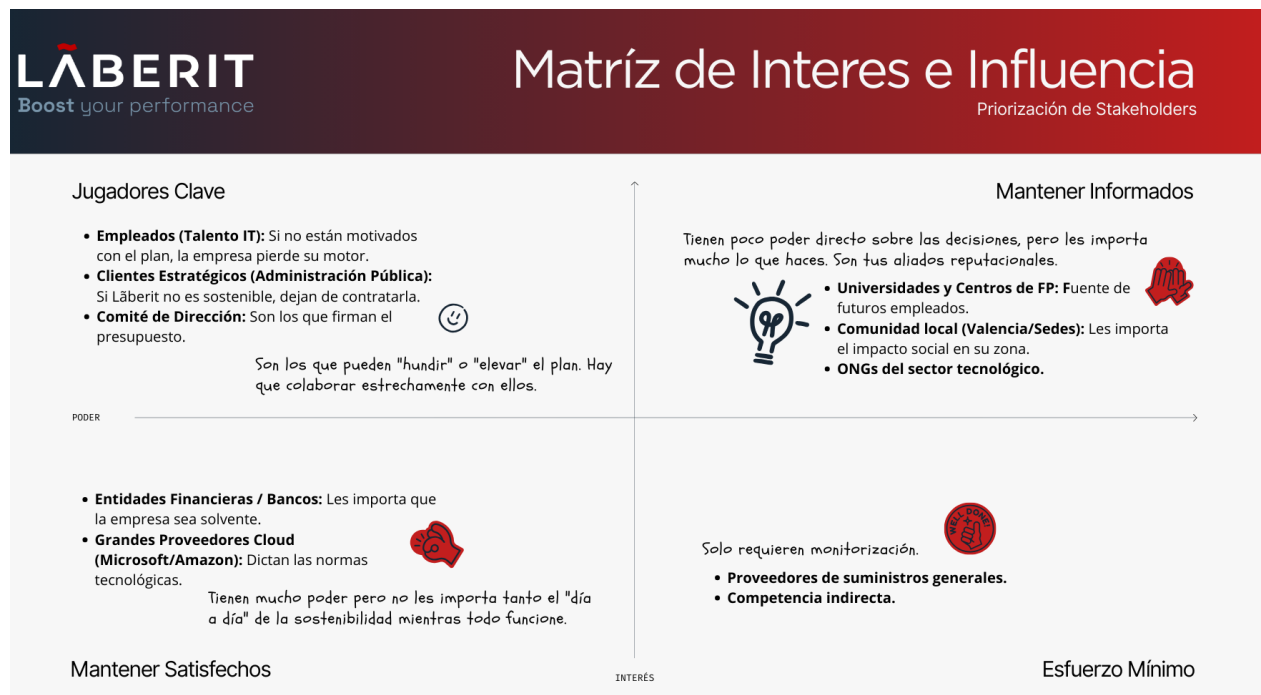 LÃBERIT
Boost your performance
Matríz de Interes e Influencia
Priorización de Stakeholders
Jugadores Clave
Empleados (Talento IT): Si no están motivados
con el plan, la empresa pierde su motor.
Clientes Estratégicos (Administración Pública):
Si Lãberit no es sostenible, dejan de contratarla.
Comité de Dirección: Son los que firman el
presupuesto.
Son los que pueden "hundir" o "elevar" el plan. Hay
que colaborar estrechamente con ellos.
Mantener Informados
Tienen poco poder directo sobre las decisiones, pero les importa
mucho lo que haces. Son tus aliados reputacionales.
Universidades y Centros de FP: Fuente de
futuros empleados.
Comunidad local (Valencia/Sedes): Les importa
el impacto social en su zona.
ONGs del sector tecnológico.
PODER
Entidades Financieras / Bancos: Les importa que
la empresa sea solvente.
Grandes Proveedores Cloud
(Microsoft/Amazon): Dictan las normas
tecnológicas.
Tienen mucho poder pero no les importa tanto el "día
a día" de la sostenibilidad mientras todo funcione.
Mantener Satisfechos
WELL DONE!
Solo requieren monitorización.
Proveedores de suministros generales.
Competencia indirecta.
Esfuerzo Mínimo
INTERÉS